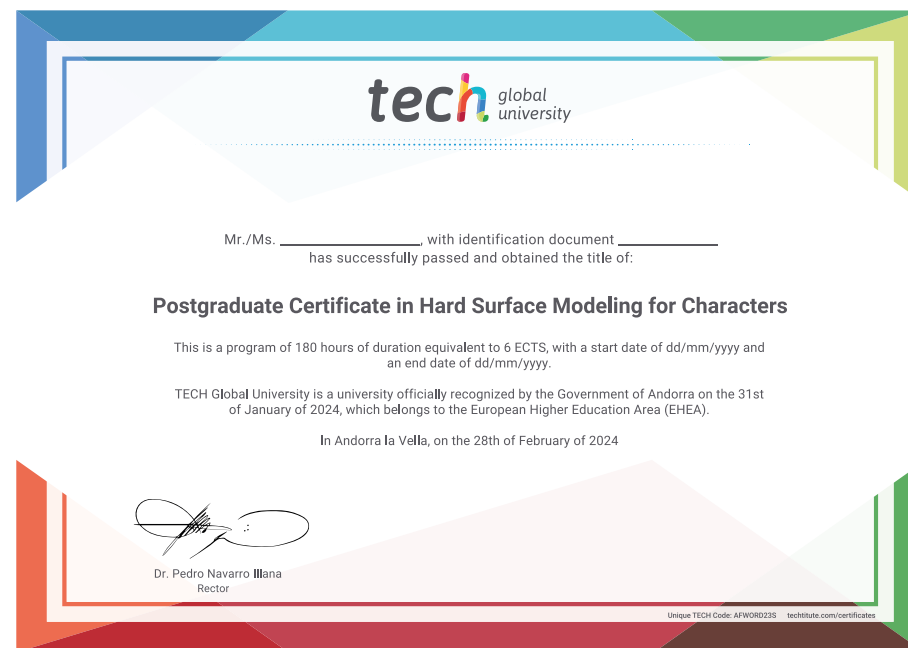 tech global
university
Mr./Ms. ____________, with identification document ____________
has successfully passed and obtained the title of:
Postgraduate Certificate in Hard Surface Modeling for Characters
This is a program of 180 hours of duration equivalent to 6 ECTS, with a start date of dd/mm/yyyy and
an end date of dd/mm/yyyy.
TECH Global University is a university officially recognized by the Government of Andorra on the 31st
of January of 2024, which belongs to the European Higher Education Area (EHEA).
In Andorra la Vella, on the 28th of February of 2024
Dr. Pedro Navarro Illana
Rector
Unique TECH Code: AFWORD23S techtitute.com/certificates